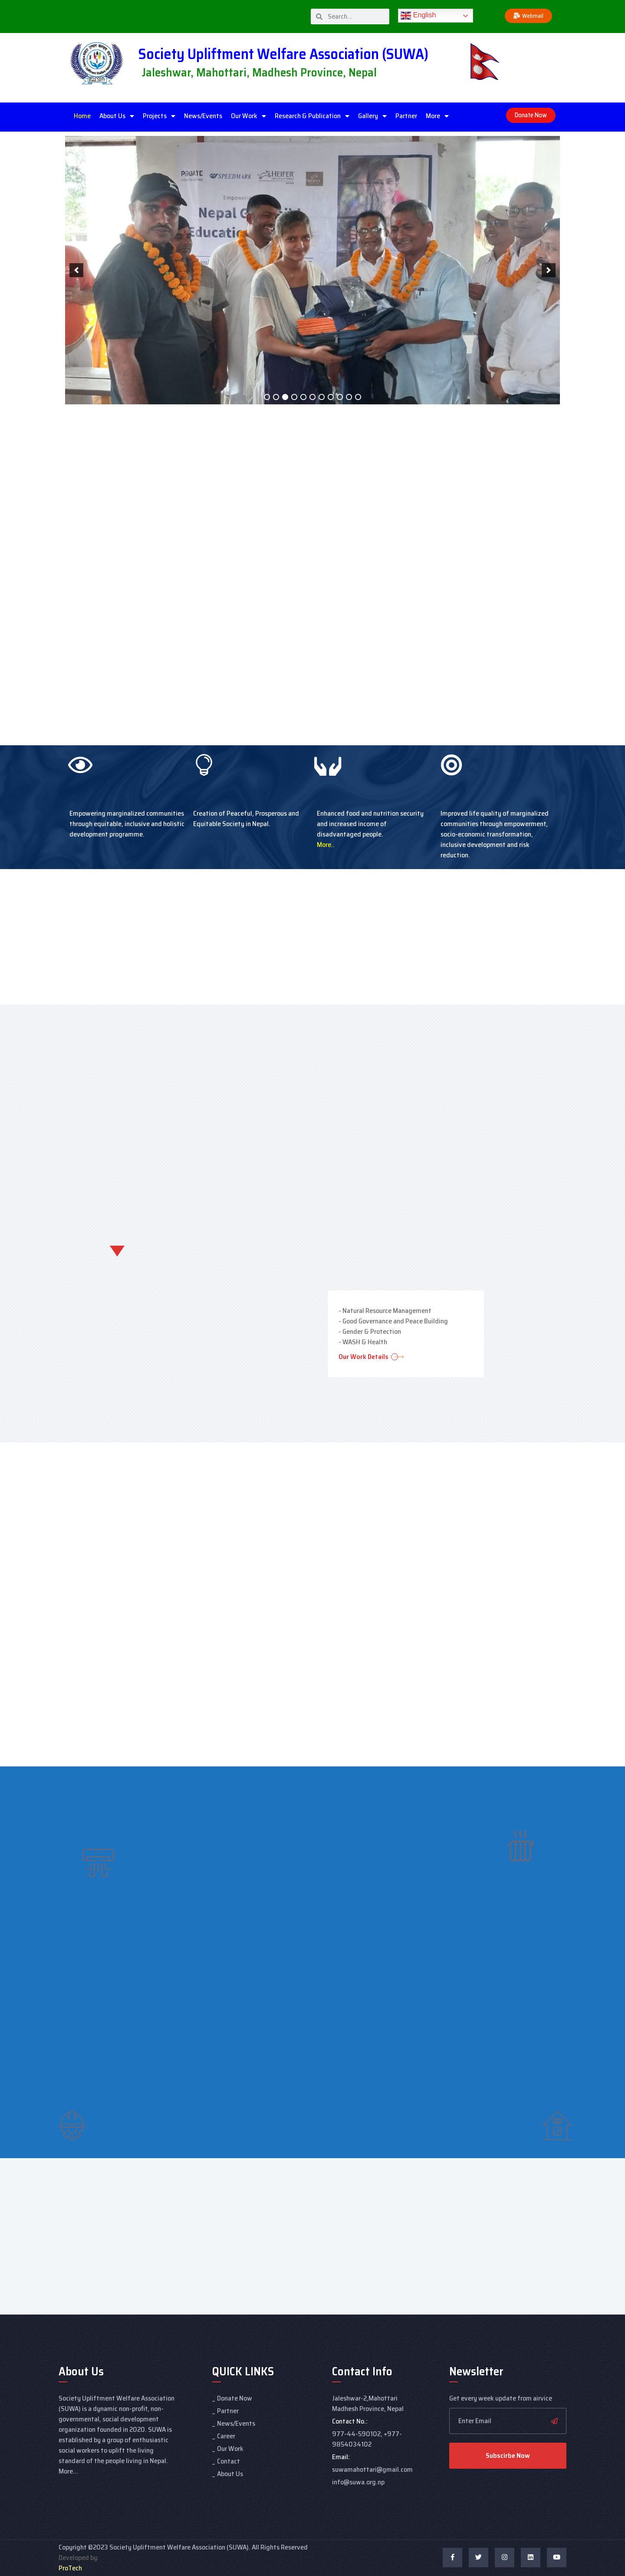 Search...
English
Webmail
Society Upliftment Welfare Association (SUWA)
Jaleshwar, Mahottari, Madhesh Province, Nepal
Home About Us Projects News/Events Our Work Research & Publication Gallery Partner More
Donate Now
SPEEDMARK
HEIFER
Nepal
Education
Empowering marginalized communities
through equitable, inclusive and holistic
development programme.
Creation of Peaceful, Prosperous and
Equitable Society in Nepal.
Enhanced food and nutrition security
and increased income of
disadvantaged people.
More..
Improved life quality of marginalized
communities through empowerment,
socio-economic transformation,
inclusive development and risk
reduction.
- Natural Resource Management
- Good Governance and Peace Building
- Gender & Protection
- WASH & Health
Our Work Details
About Us
Society Upliftment Welfare Association
(SUWA) is a dynamic non-profit, non-
governmental, social development
organization founded in 2020. SUWA is
established by a group of enthusiastic
social workers to uplift the living
standard of the people living in Nepal.
More...
QUICK LINKS
_ Donate Now
_ Partner
_ News/Events
_ Career
_ Our Work
_ Contact
_ About Us
Contact Info
Jaleshwar-2,Mahottari
Madhesh Province, Nepal
Contact No.:
977-44-590102, +977-
9854034102
Email:
suwamahottari@gmail.com
info@suwa.org.np
Newsletter
Get every week update from airvice
Enter Email
Subscirbe Now
Copyright ©2023 Society Upliftment Welfare Association (SUWA). All Rights Reserved
Developed by
ProTech